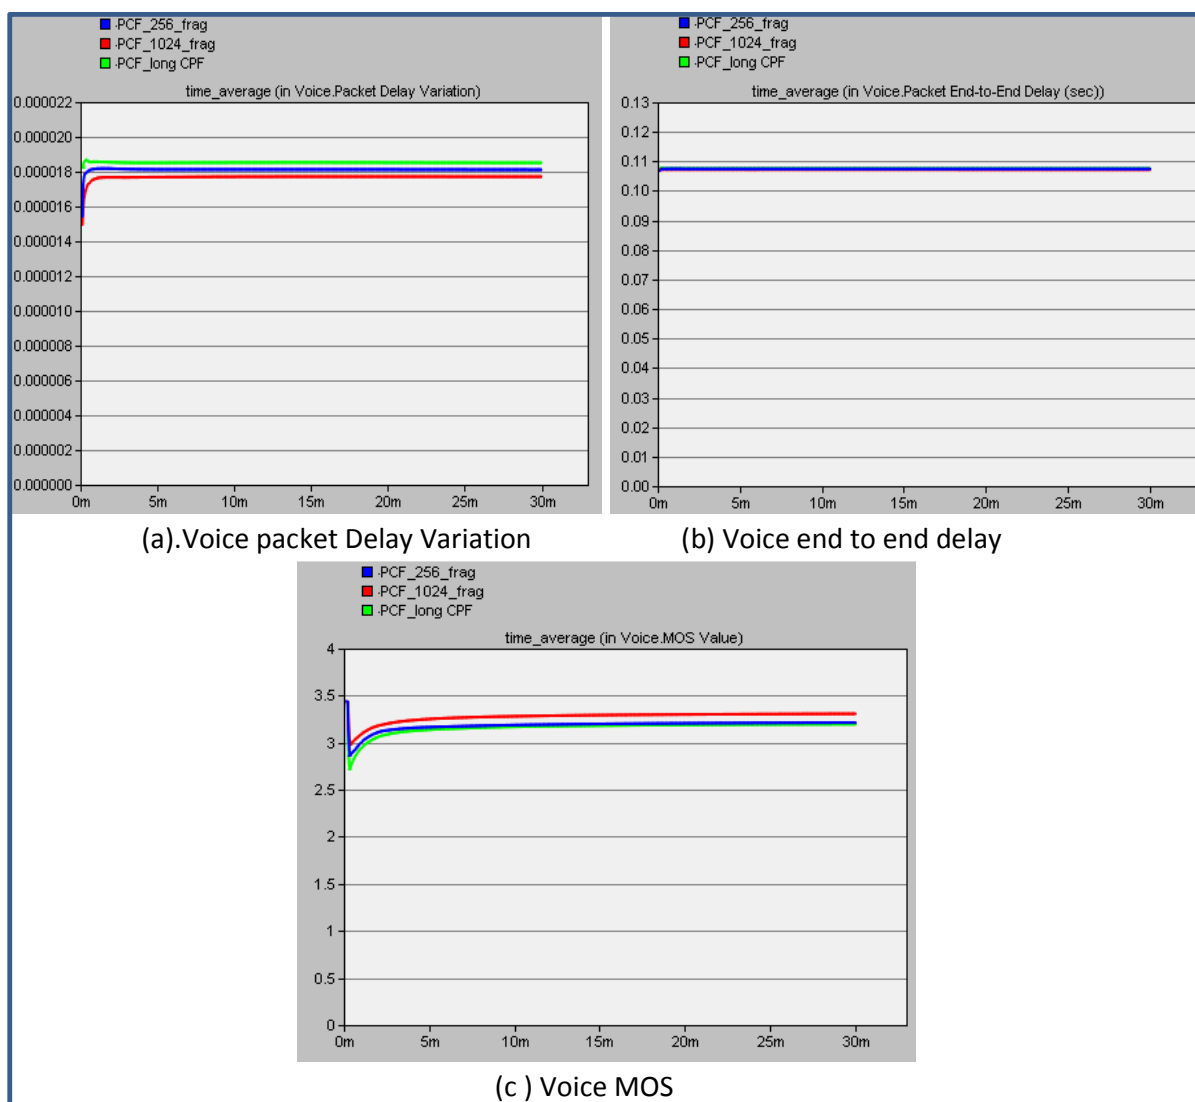 .PCF_256_frag
.PCF_1024_frag
.PCF_long CPF
time_average (in Voice.Packet Delay Variation)
0.000022
0.000020
0.000018
0.000016
0.000014
0.000012
0.000010
0.000008
0.000006
0.000004
0.000002
0.000000
0m 5m 10m 15m 20m 25m 30m
(a).Voice packet Delay Variation
.PCF_256_frag
.PCF_1024_frag
.PCF_long CPF
time_average (in Voice.Packet End-to-End Delay (sec))
0.13
0.12
0.11
0.10
0.09
0.08
0.07
0.06
0.05
0.04
0.03
0.02
0.01
0.00
0m 5m 10m 15m 20m 25m 30m
(b) Voice end to end delay
.PCF_256_frag
.PCF_1024_frag
.PCF_long CPF
time_average (in Voice.MOS Value)
4
3.5
3
2.5
2
1.5
1
0.5
0
0m 5m 10m 15m 20m 25m 30m
(c ) Voice MOS